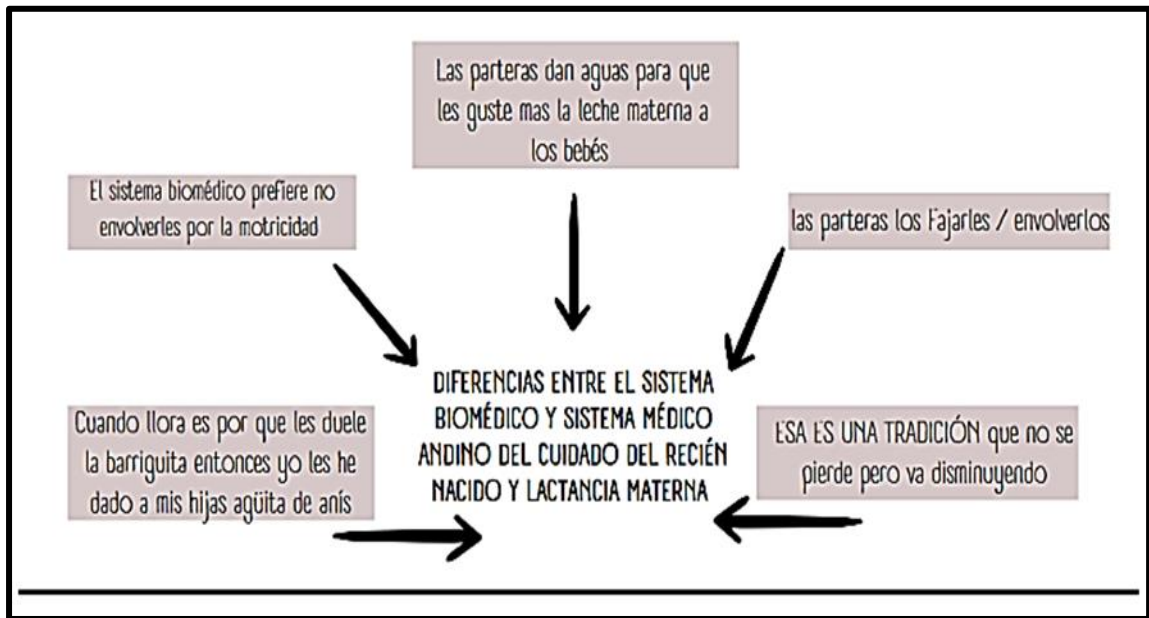 Las parteras dan aguas para que
les guste mas la leche materna a
los bebés
El sistema biomédico prefiere no
envolverles por la motricidad
las parteras los Fajarles / envolverlos
DIFERENCIAS ENTRE EL SISTEMA
BIOMÉDICO Y SISTEMA MÉDICO
ANDINO DEL CUIDADO DEL RECIÉN
NACIDO Y LACTANCIA MATERNA
Cuando llora es por que les duele
la barriguita entonces yo les he
dado a mis hijas agüita de anís
ESA ES UNA TRADICIÓN que no se
pierde pero va disminuyendo